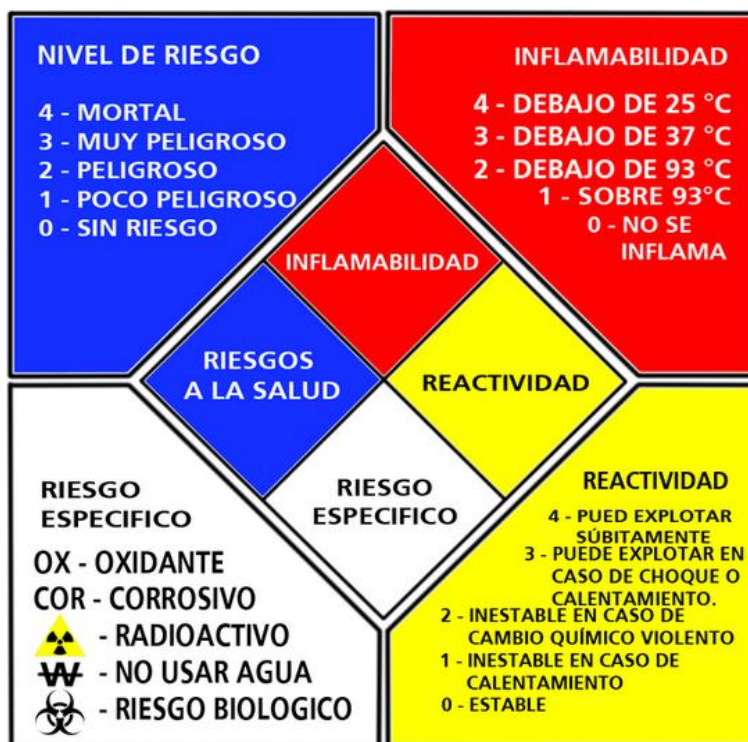 NIVEL DE RIESGO
4 - MORTAL
3 - MUY PELIGROSO
2 - PELIGROSO
1 - POCO PELIGROSO
0 - SIN RIESGO
INFLAMABILIDAD
4 - DEBAJO DE 25 °C
3 - DEBAJO DE 37 °C
2 - DEBAJO DE 93 °C
1 - SOBRE 93°C
0 - NO SE
INFLAMA
INFLAMABILIDAD
RIESGOS
A LA SALUD
REACTIVIDAD
RIESGO
ESPECIFICO
RIESGO
ESPECIFICO
OX - OXIDANTE
COR - CORROSIVO
- RADIOACTIVO
W - NO USAR AGUA
- RIESGO BIOLOGICO
REACTIVIDAD
4 - PUED EXPLOTAR
SÚBITAMENTE
3 - PUEDE EXPLOTAR EN
CASO DE CHOQUE O
CALENTAMIENTO.
2 - INESTABLE EN CASO DE
CAMBIO QUÍMICO VIOLENTO
1 - INESTABLE EN CASO DE
CALENTAMIENTO
0 - ESTABLE